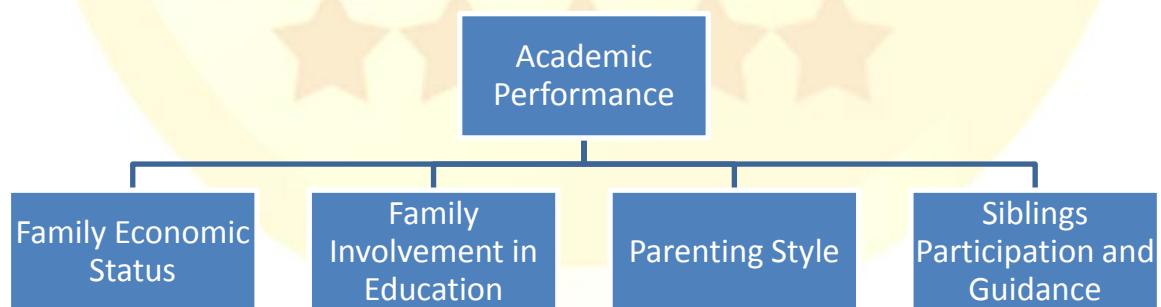 Academic
Performance
Family Economic
Status
Family
Involvement in
Education
Parenting Style
Siblings
Participation and
Guidance